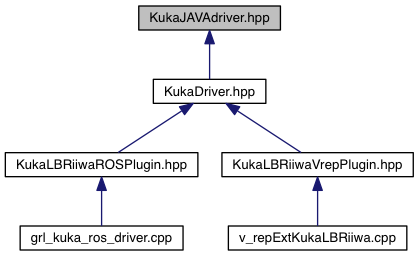 KukaJAVAdriver.hpp
KukaDriver.hpp
KukaLBRiiwaROSPlugin.hpp
KukaLBRiiwaVrepPlugin.hpp
grl_kuka_ros_driver.cpp
v_repExtKukaLBRiiwa.cpp